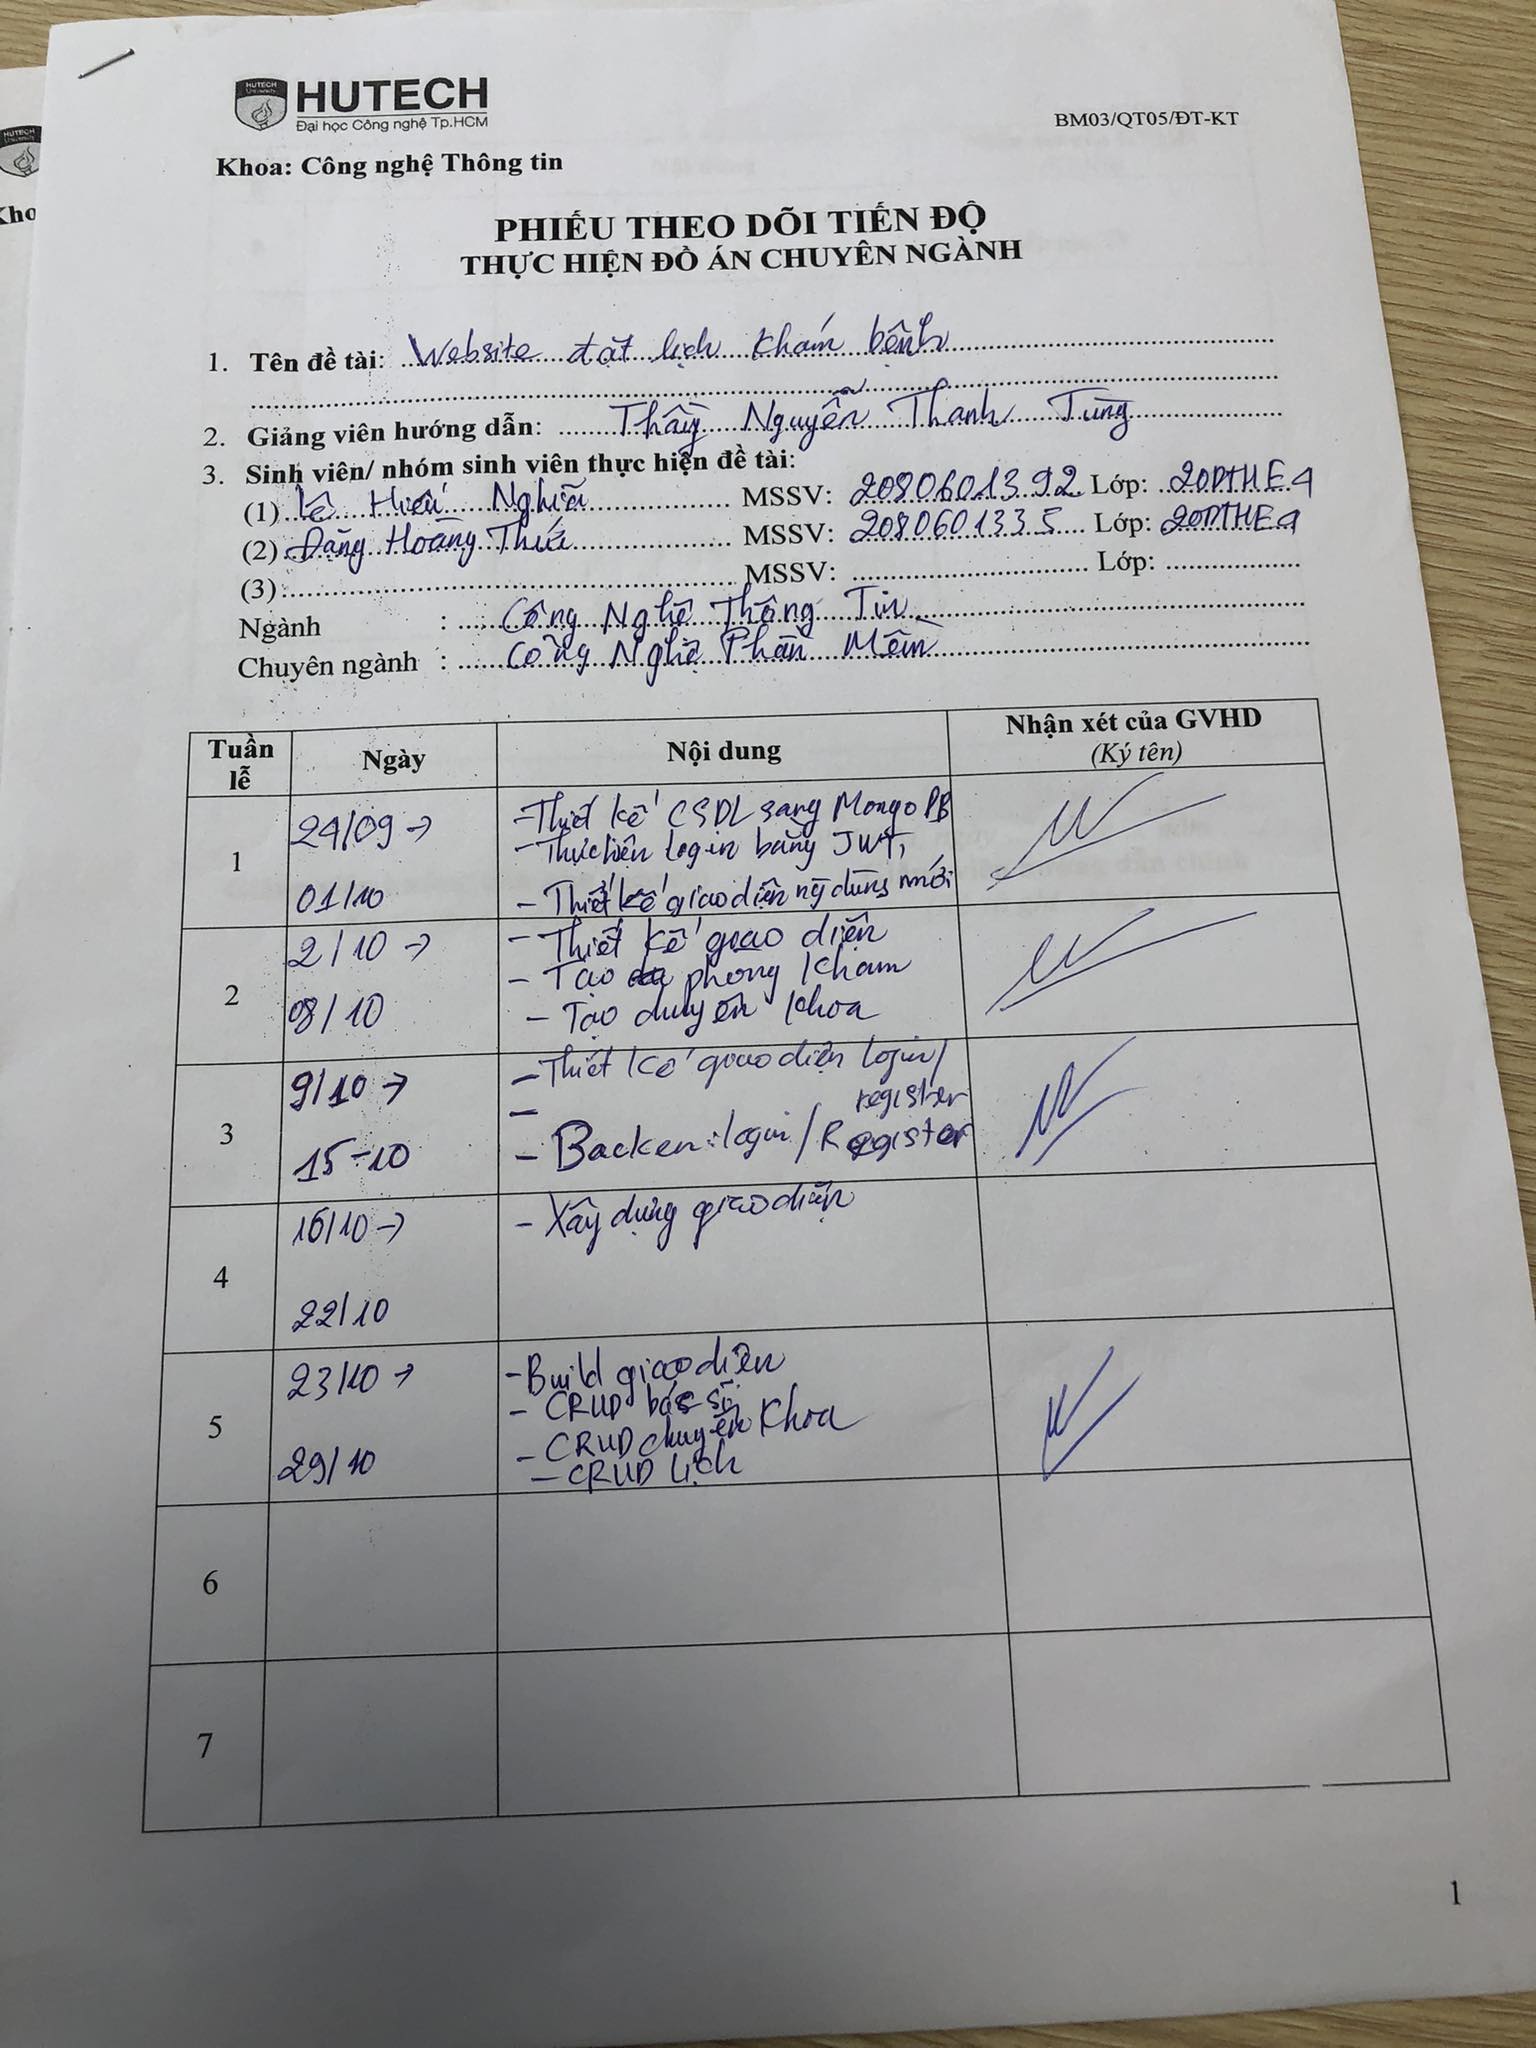 HUTECH
Đại học Công nghệ Tp.HCM
BM03/QT05/ĐT-KT
Khoa: Công nghệ Thông tin
PHIẾU THEO DÕI TIẾN ĐỘ
THỰC HIỆN ĐỒ ÁN CHUYÊN NGÀNH
1. Tên đề tài: Website đặt lịch khám bệnh
2. Giảng viên hướng dẫn: Thầy Nguyễn Thanh Tùng
3. Sinh viên/ nhóm sinh viên thực hiện đề tài:
(1) Lê Hiếu Nghĩa MSSV: 2080601392 Lớp: 20DTHE4
(2) Đặng Hoàng Thứ MSSV: 2080601335 Lớp: 20DTHE4
(3) MSSV: Lớp:
Ngành : Công Nghệ Thông Tin
Chuyên ngành : Công Nghệ Phần Mềm
Tuần lễ Ngày Nội dung Nhận xét của GVHD
(Ký tên)
1 24/09 → 01/10
- Thiết kế CSDL sang MongoDB
- Thực hiện login bằng JWT,
- Thiết kế giao diện ng dùng mới
2 2/10 → 08/10
- Thiết kế giao diện
- Tạo phòng khám
- Tạo chuyên khoa
3 9/10 → 15-10
- Thiết kế giao diện login/
register
-
- Backen: login/Register
4 16/10 → 22/10
- Xây dựng giao diện
5 23/10 → 29/10
- Build giao diện
- CRUD bác sĩ
- CRUD chuyên khoa
- CRUD lịch
6
7
1